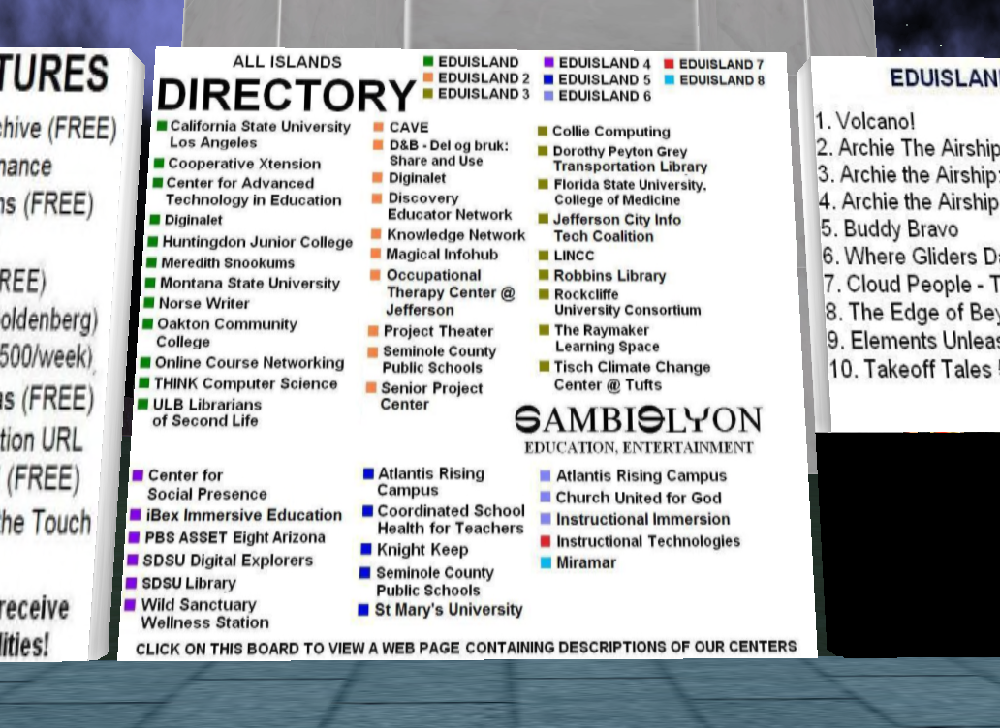 TURES
(FREE)
(FREE)
(FREE)
500/week)
(FREE)
URL
(FREE)
the Touch
receive
ALL ISLANDS
DIRECTORY
EDUISLAND
EDUISLAND 2
EDUISLAND 3
EDUISLAND 4
EDUISLAND 5
EDUISLAND 6
EDUISLAND 7
EDUISLAND 8
California State University
Los Angeles
Cooperative Xtension
Center for Advanced
Technology in Education
Diginalet
Huntingdon Junior College
Meredith Snookums
Montana State University
Norse Writer
Oakton Community
College
Online Course Networking
THINK Computer Science
ULB Librarians
of Second Life
CAVE
D&B - Del og bruk:
Share and Use
Diginalet
Discovery
Educator Network
Knowledge Network
Magical Infohub
Occupational
Therapy Center @
Jefferson
Project Theater
Seminole County
Public Schools
Senior Project
Center
Collie Computing
Dorothy Peyton Grey
Transportation Library
Florida State University,
College of Medicine
Jefferson City Info
Tech Coalition
LINCC
Robbins Library
Rockcliffe
University Consortium
The Raymaker
Learning Space
Tisch Climate Change
Center @ Tufts
SAMBISLYON
EDUCATION, ENTERTAINMENT
Center for
Social Presence
iBex Immersive Education
PBS ASSET Eight Arizona
SDSU Digital Explorers
SDSU Library
Wild Sanctuary
Wellness Station
Atlantis Rising
Campus
Coordinated School
Health for Teachers
Knight Keep
Seminole County
Public Schools
St Mary's University
Atlantis Rising Campus
Church United for God
Instructional Immersion
Instructional Technologies
Miramar
CLICK ON THIS BOARD TO VIEW A WEB PAGE CONTAINING DESCRIPTIONS OF OUR CENTERS
EDUISLAN
1. Volcano!
2. Archie The Airship
3. Archie the Airship:
4. Archie the Airship
5. Buddy Bravo
6. Where Gliders
7. Cloud People -
8. The Edge of
9. Elements
10. Takeoff Tales